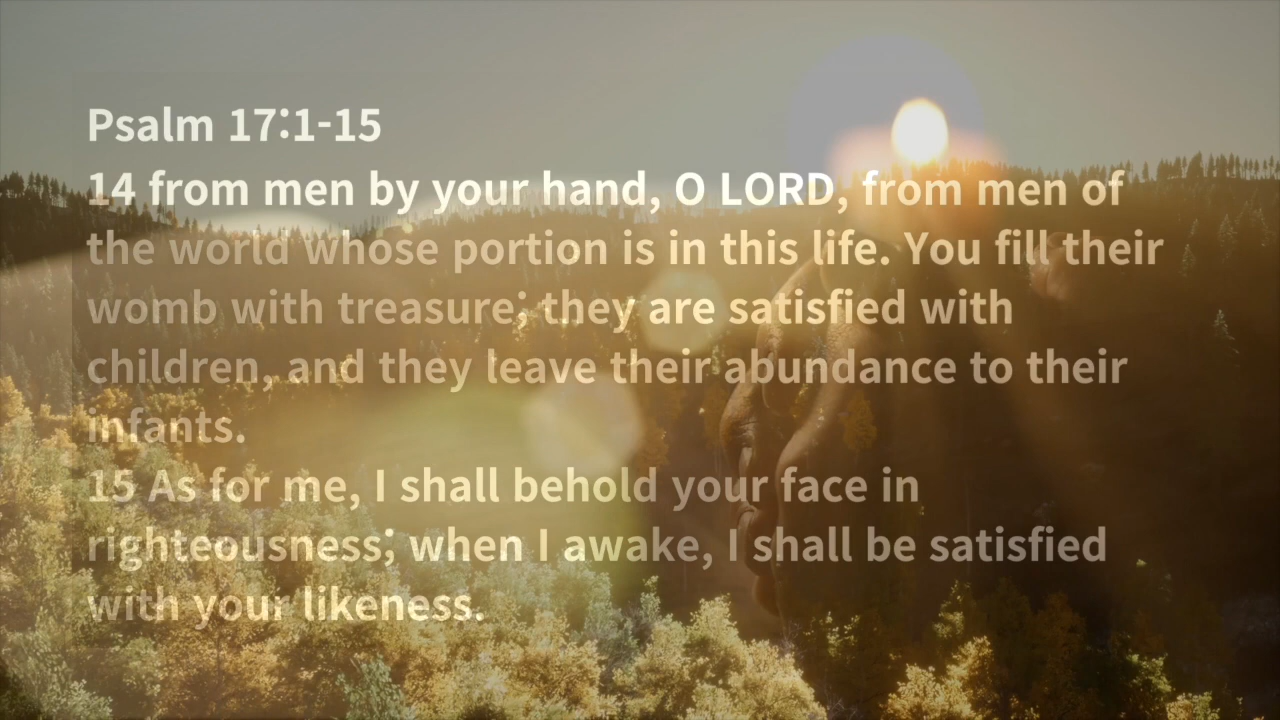 Psalm 17:1-15
14 from men by your hand, O LORD, from men of
the world whose portion is in this life. You fill their
womb with treasure; they are satisfied with
children, and they leave their abundance to their
infants.
15 As for me, I shall behold your face in
righteousness; when I awake, I shall be satisfied
with your likeness.